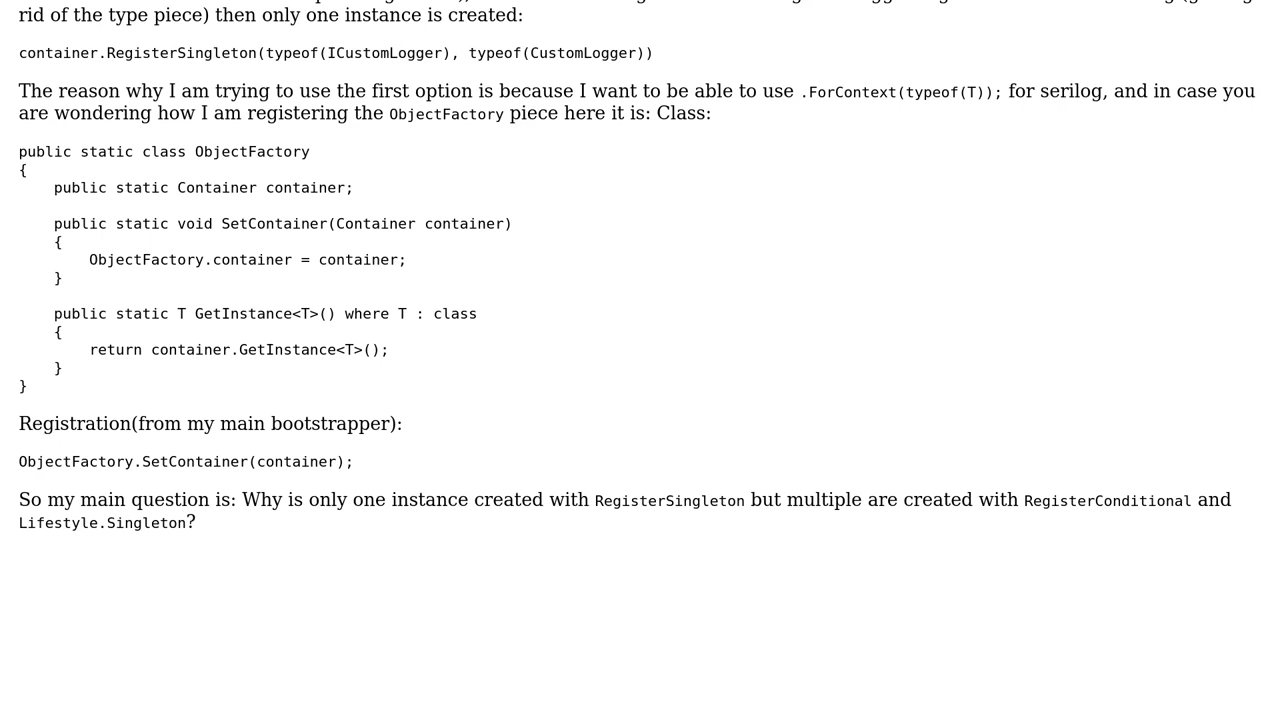 rid of the type piece) then only one instance is created:
container.RegisterSingleton(typeof(ICustomLogger), typeof(CustomLogger))
The reason why I am trying to use the first option is because I want to be able to use .ForContext(typeof(T)); for serilog, and in case you
are wondering how I am registering the ObjectFactory piece here it is: Class:
public static class ObjectFactory
{
    public static Container container;
    public static void SetContainer(Container container)
    {
        ObjectFactory.container = container;
    }
    public static T GetInstance<T>() where T : class
    {
        return container.GetInstance<T>();
    }
}
Registration(from my main bootstrapper):
ObjectFactory.SetContainer(container);
So my main question is: Why is only one instance created with RegisterSingleton but multiple are created with RegisterConditional and
Lifestyle.Singleton?